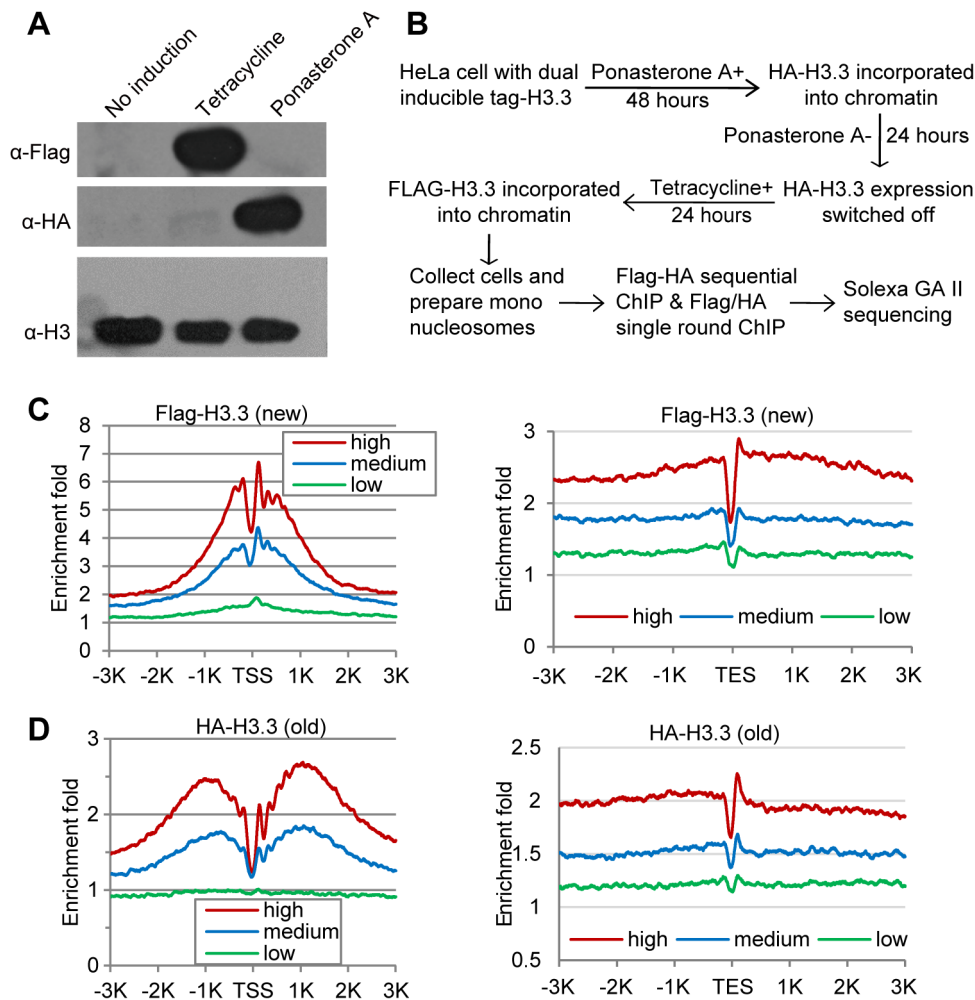 A
No induction
Tetracycline
Ponasterone A
α-Flag
α-HA
α-H3
B
HeLa cell with dual
inducible tag-H3.3
Ponasterone A+
48 hours
HA-H3.3 incorporated
into chromatin
Ponasterone A-
24 hours
HA-H3.3 expression
switched off
Tetracycline+
24 hours
FLAG-H3.3 incorporated
into chromatin
Collect cells and
prepare mono
nucleosomes
Flag-HA sequential
ChIP & Flag/HA
single round ChIP
Solexa GA II
sequencing
C
Flag-H3.3 (new)
high
medium
low
Enrichment fold
8
7
6
5
4
3
2
1
0
-3K -2K -1K TSS 1K 2K 3K
Flag-H3.3 (new)
Enrichment fold
3
2
1
0
high medium low
-3K -2K -1K TES 1K 2K 3K
D
HA-H3.3 (old)
Enrichment fold
3
2
1
0
high
medium
low
-3K -2K -1K TSS 1K 2K 3K
HA-H3.3 (old)
Enrichment fold
2.5
2
1.5
1
0.5
high medium low
-3K -2K -1K TES 1K 2K 3K